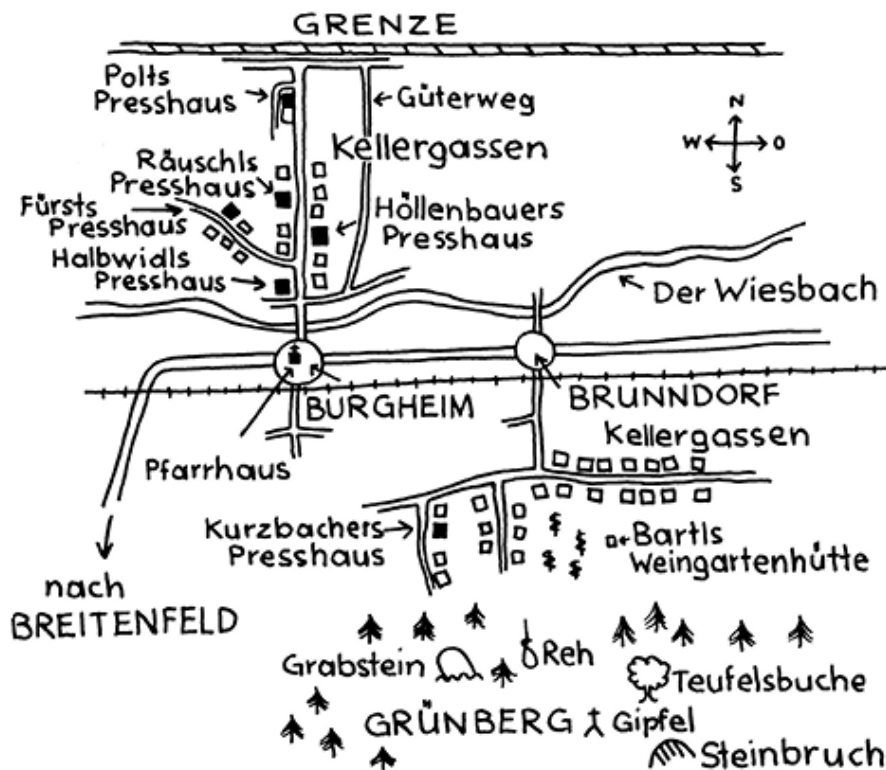 GRENZE
Polts
Presshaus
Güterweg
N
W
O
S
Kellergassen
Räuschls
Presshaus
Fürsts
Presshaus
Höllenbauers
Presshaus
Halbwidls
Presshaus
Der Wiesbach
BURGHEIM
BRUNNDORF
Pfarrhaus
Kellergassen
Kurzbachers
Presshaus
Bartls
Weingartenhütte
nach
BREITENFELD
Grabstein
Reh
Teufelsbuche
GRÜNBERG
Gipfel
Steinbruch